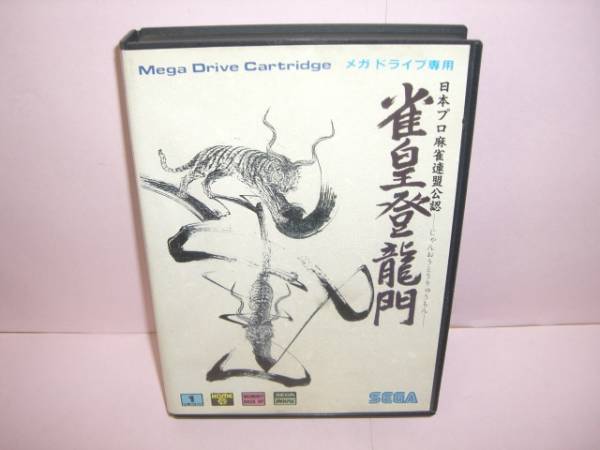 Mega Drive Cartridge メガドライブ専用
日本プロ麻雀連盟公認
雀皇登龍門
じゃんおうとうりゅうもん
SEGA
1
HOME